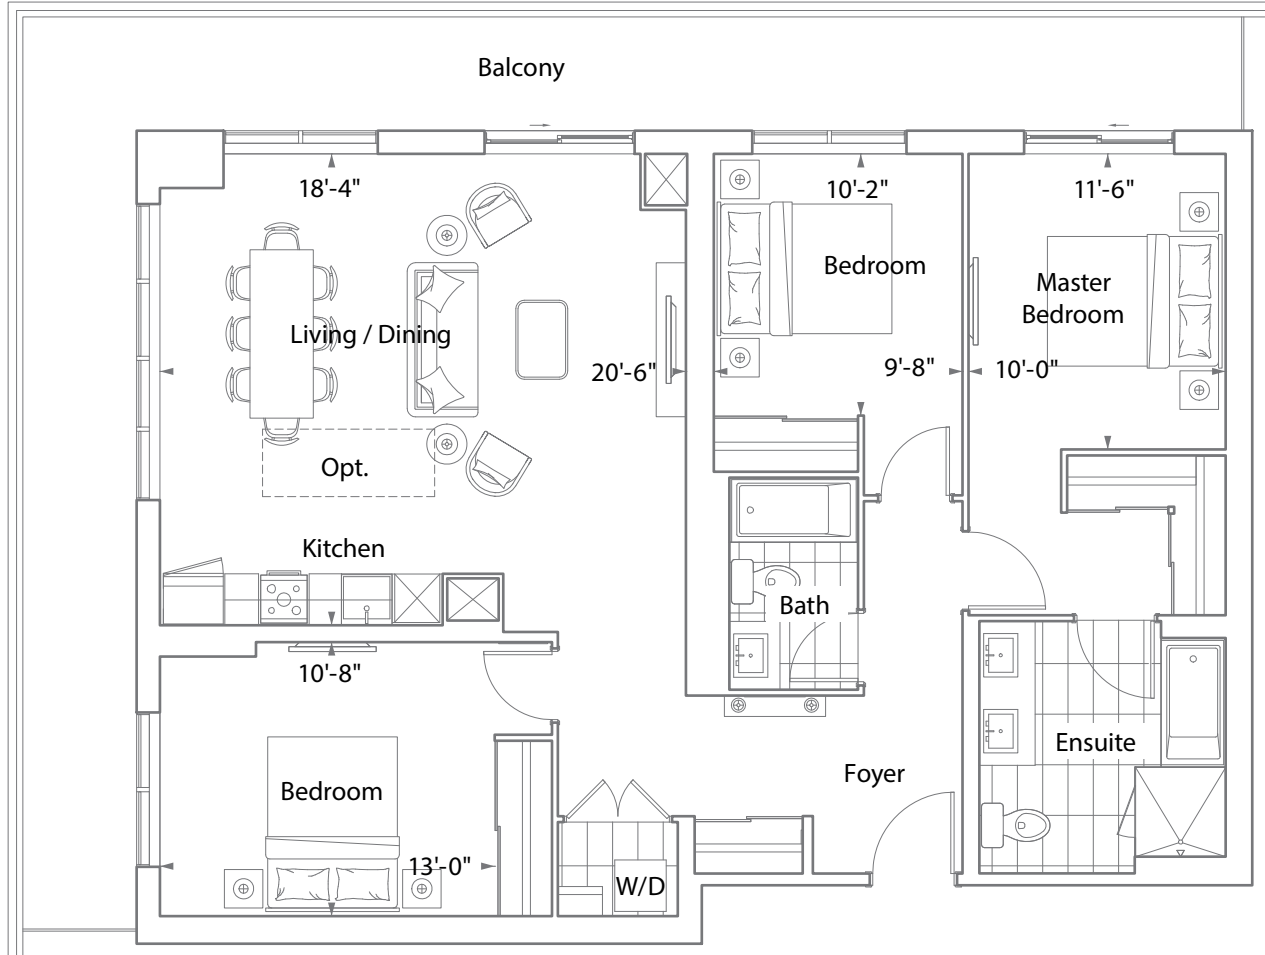 Balcony
18'-4"
10'-2"
11'-6"
Bedroom
Master
Bedroom
Living / Dining
20'-6"
9'-8"
10'-0"
Opt.
Kitchen
Bath
10'-8"
Ensuite
Foyer
Bedroom
13'-0"
W/D